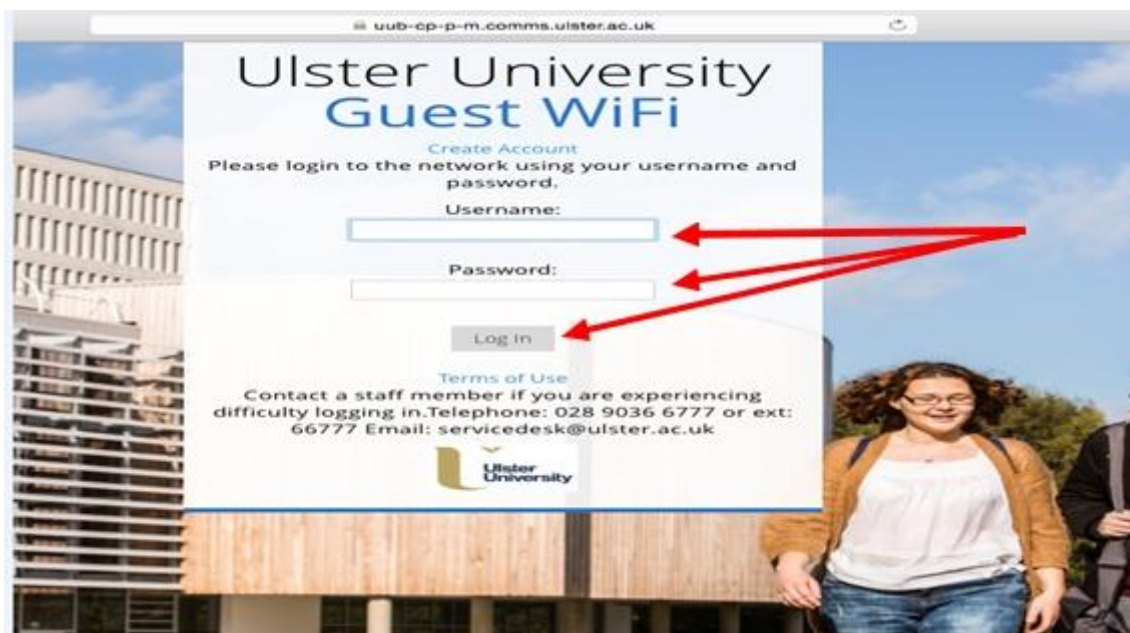 uub-cp-p-m.comms.ulster.ac.uk
Ulster University
Guest WiFi
Create Account
Please login to the network using your username and
password.
Username:
Password:
Log In
Terms of Use
Contact a staff member if you are experiencing
difficulty logging in.Telephone: 028 9036 6777 or ext:
66777 Email: servicedesk@ulster.ac.uk
Ulster
University